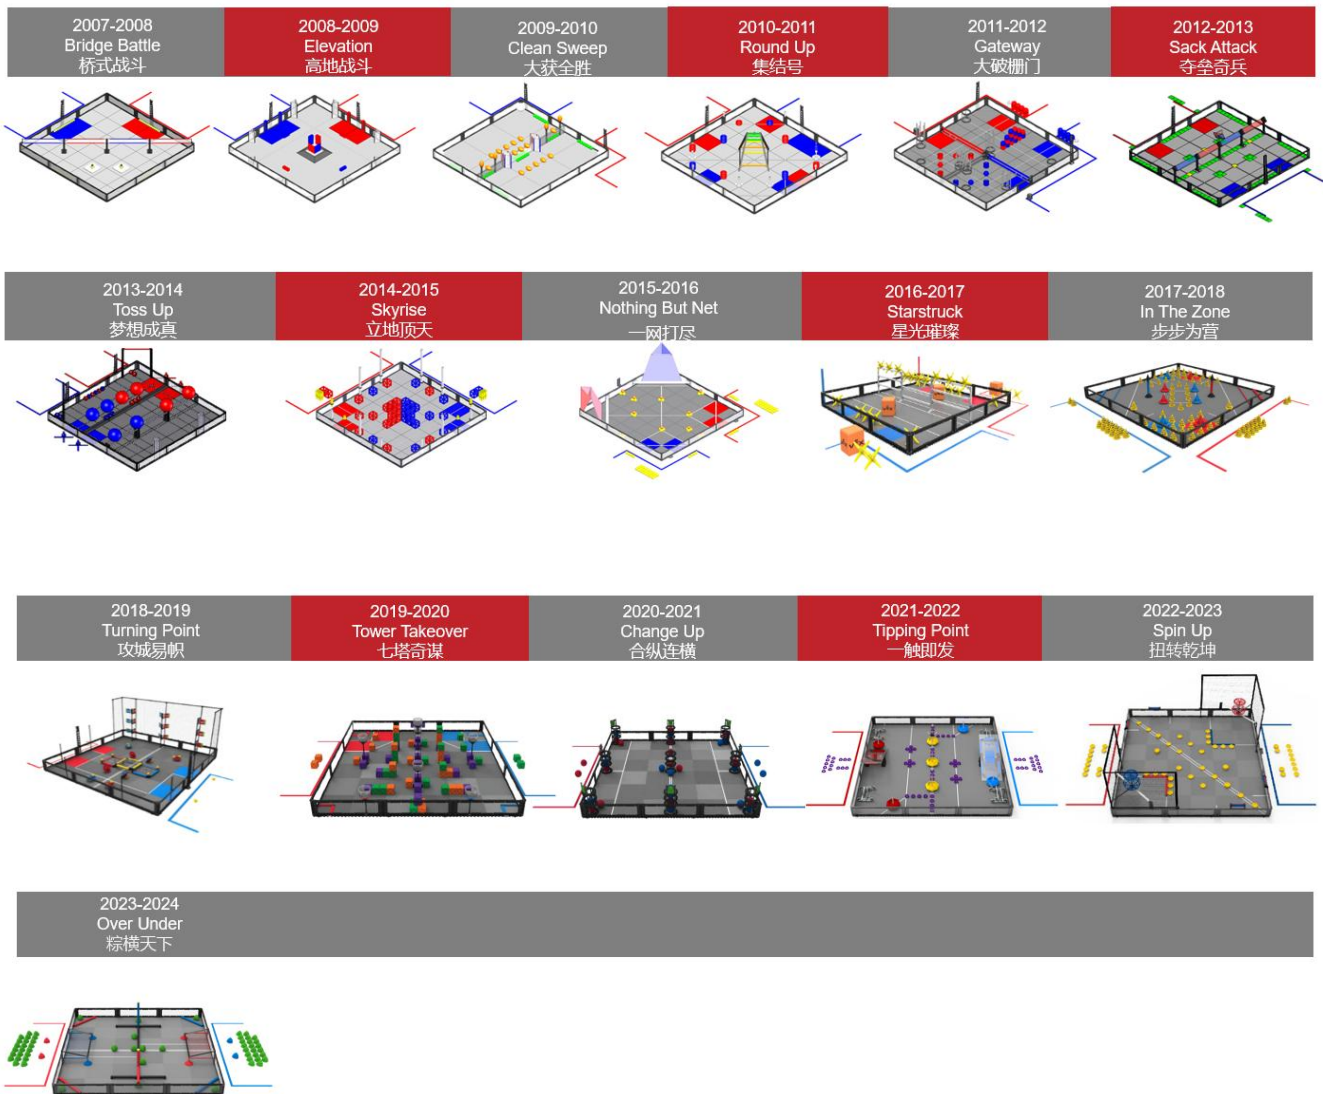 2007-2008
Bridge Battle
桥式战斗
2008-2009
Elevation
高地战斗
2009-2010
Clean Sweep
大获全胜
2010-2011
Round Up
集结号
2011-2012
Gateway
大破栅门
2012-2013
Sack Attack
夺垒奇兵
2013-2014
Toss Up
梦想成真
2014-2015
Skyrise
立地顶天
2015-2016
Nothing But Net
一网打尽
2016-2017
Starstruck
星光璀璨
2017-2018
In The Zone
步步为营
2018-2019
Turning Point
攻城易帜
2019-2020
Tower Takeover
七塔奇谋
2020-2021
Change Up
合纵连横
2021-2022
Tipping Point
一触即发
2022-2023
Spin Up
扭转乾坤
2023-2024
Over Under
粽横天下